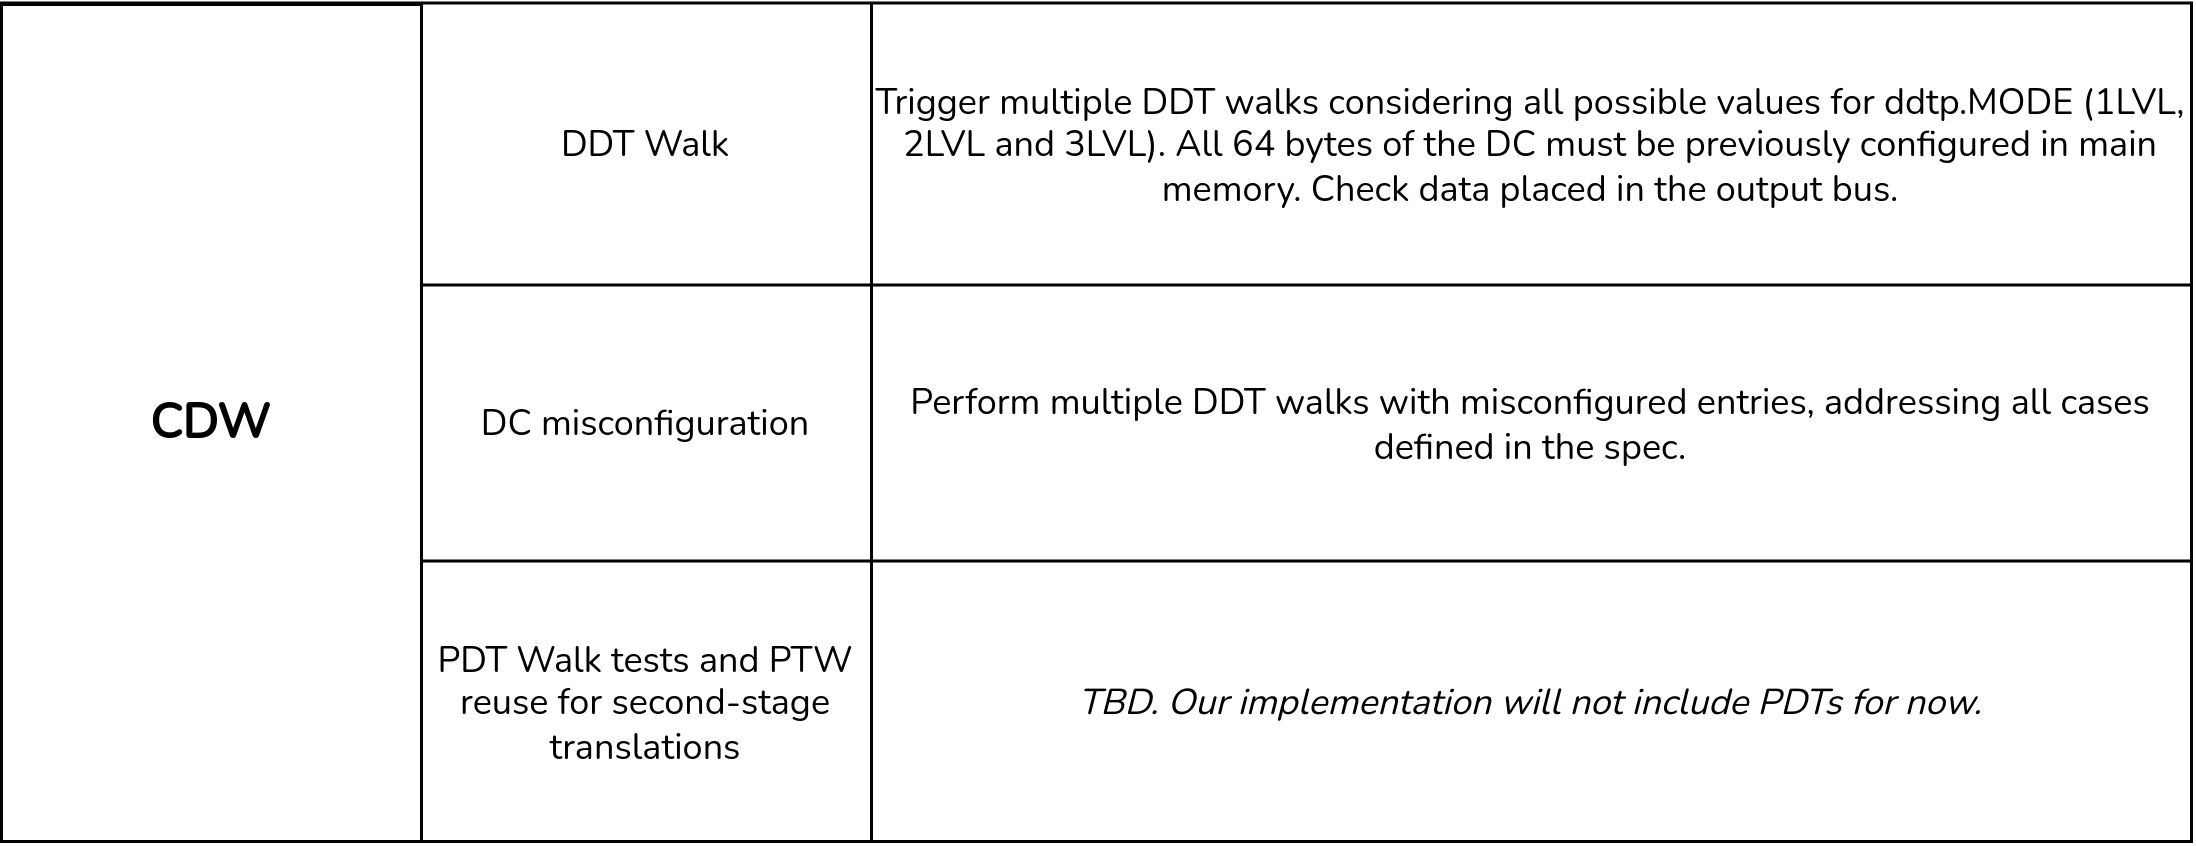 CDW
DDT Walk
Trigger multiple DDT walks considering all possible values for ddtp.MODE (1LVL,
2LVL and 3LVL). All 64 bytes of the DC must be previously configured in main
memory. Check data placed in the output bus.
DC misconfiguration
Perform multiple DDT walks with misconfigured entries, addressing all cases
defined in the spec.
PDT Walk tests and PTW
reuse for second-stage
translations
TBD. Our implementation will not include PDTs for now.